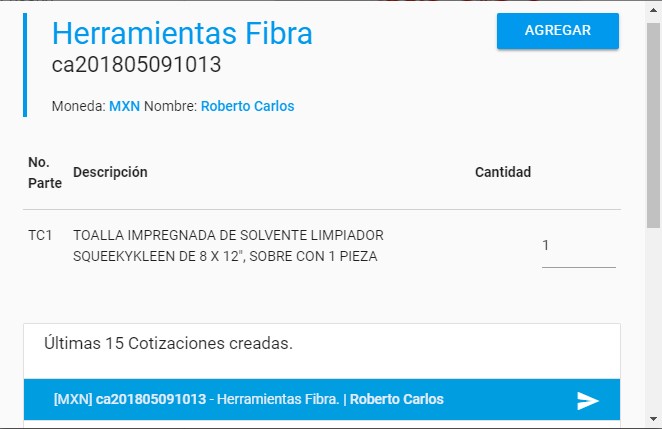 Herramientas Fibra
AGREGAR
ca201805091013
Moneda: MXN Nombre: Roberto Carlos
No. Parte
Descripción
Cantidad
TC1
TOALLA IMPREGNADA DE SOLVENTE LIMPIADOR
SQUEEKYKLEEN DE 8 X 12", SOBRE CON 1 PIEZA
1
Últimas 15 Cotizaciones creadas.
[MXN] ca201805091013 - Herramientas Fibra. | Roberto Carlos